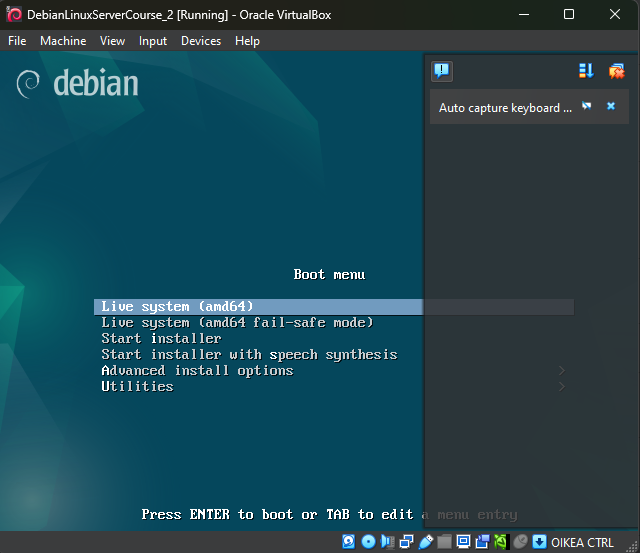 DebianLinuxServerCourse_2 [Running] - Oracle VirtualBox
File Machine View Input Devices Help
debian
Auto capture keyboard ...
Boot menu
Live system (amd64)
Live system (amd64 fail-safe mode)
Start installer
Start installer with speech synthesis
Advanced install options >
Utilities >
Press ENTER to boot or TAB to edit a menu entry
OIKEA CTRL